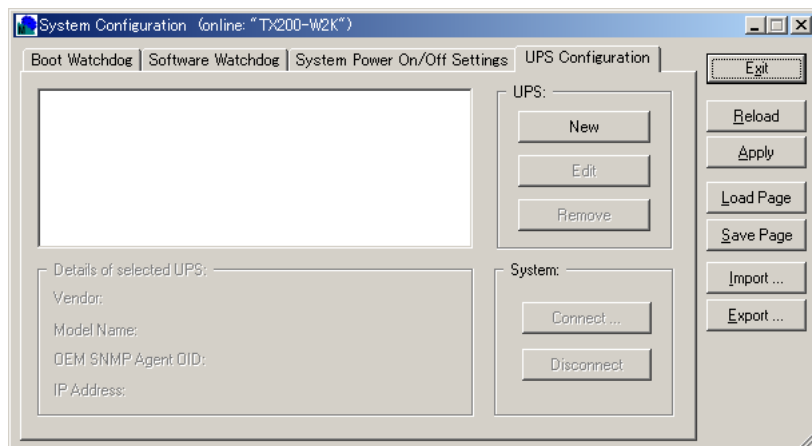 System Configuration (online: "TX200-W2K")
Boot Watchdog
Software Watchdog
System Power On/Off Settings
UPS Configuration
UPS:
New
Edit
Remove
Details of selected UPS:
Vendor:
Model Name:
OEM SNMP Agent OID:
IP Address:
System:
Connect ...
Disconnect
Exit
Reload
Apply
Load Page
Save Page
Import ...
Export ...